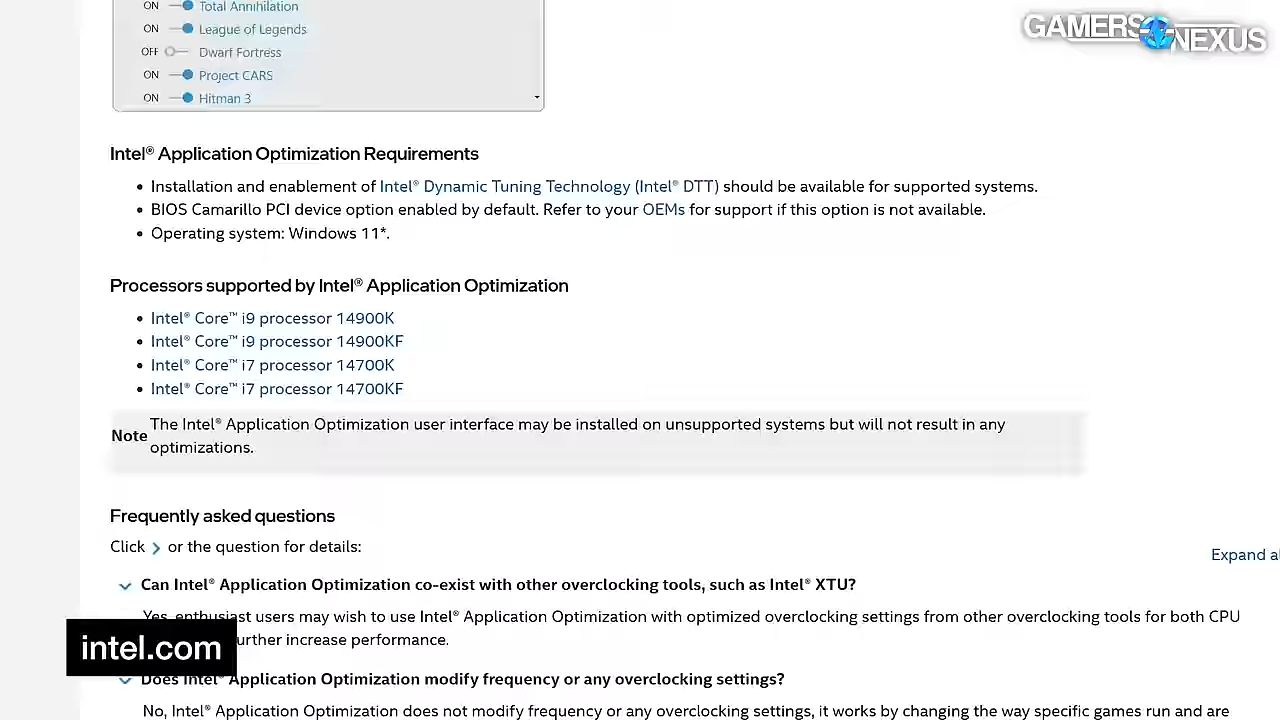 ON Total Annihilation
GAMERS NEXUS
ON League of Legends
OFF Dwarf Fortress
ON Project CARS
ON Hitman 3
Intel® Application Optimization Requirements
• Installation and enablement of Intel® Dynamic Tuning Technology (Intel® DTT) should be available for supported systems.
• BIOS Camarillo PCI device option enabled by default. Refer to your OEMs for support if this option is not available.
• Operating system: Windows 11*.
Processors supported by Intel® Application Optimization
• Intel® Core™ i9 processor 14900K
• Intel® Core™ i9 processor 14900KF
• Intel® Core™ i7 processor 14700K
• Intel® Core™ i7 processor 14700KF
Note The Intel® Application Optimization user interface may be installed on unsupported systems but will not result in any
optimizations.
Frequently asked questions
Click > or the question for details:
Expand al
Can Intel® Application Optimization co-exist with other overclocking tools, such as Intel® XTU?
Yes, enthusiast users may wish to use Intel® Application Optimization with optimized overclocking settings from other overclocking tools for both CPU
urther increase performance.
intel.com
Does Intel® Application Optimization modify frequency or any overclocking settings?
No, Intel® Application Optimization does not modify frequency or any overclocking settings, it works by changing the way specific games run and are